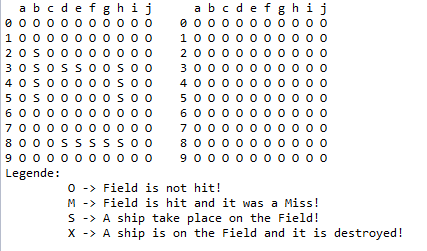 a b c d e f g h i j a b c d e f g h i j
0 O O O O O O O O O O 0 O O O O O O O O O O
1 O O O O O O O O O O 1 O O O O O O O O O O
2 O S O O O O O O O O 2 O O O O O O O O O O
3 O S O S S O O S O O 3 O O O O O O O O O O
4 O S O O O O O S O O 4 O O O O O O O O O O
5 O S O O O O O S O O 5 O O O O O O O O O O
6 O O O O O O O O O O 6 O O O O O O O O O O
7 O O O O O O O O O O 7 O O O O O O O O O O
8 O O O S S S S S O O 8 O O O O O O O O O O
9 O O O O O O O O O O 9 O O O O O O O O O O
Legende:
O -> Field is not hit!
M -> Field is hit and it was a Miss!
S -> A ship take place on the Field!
X -> A ship is on the Field and it is destroyed!